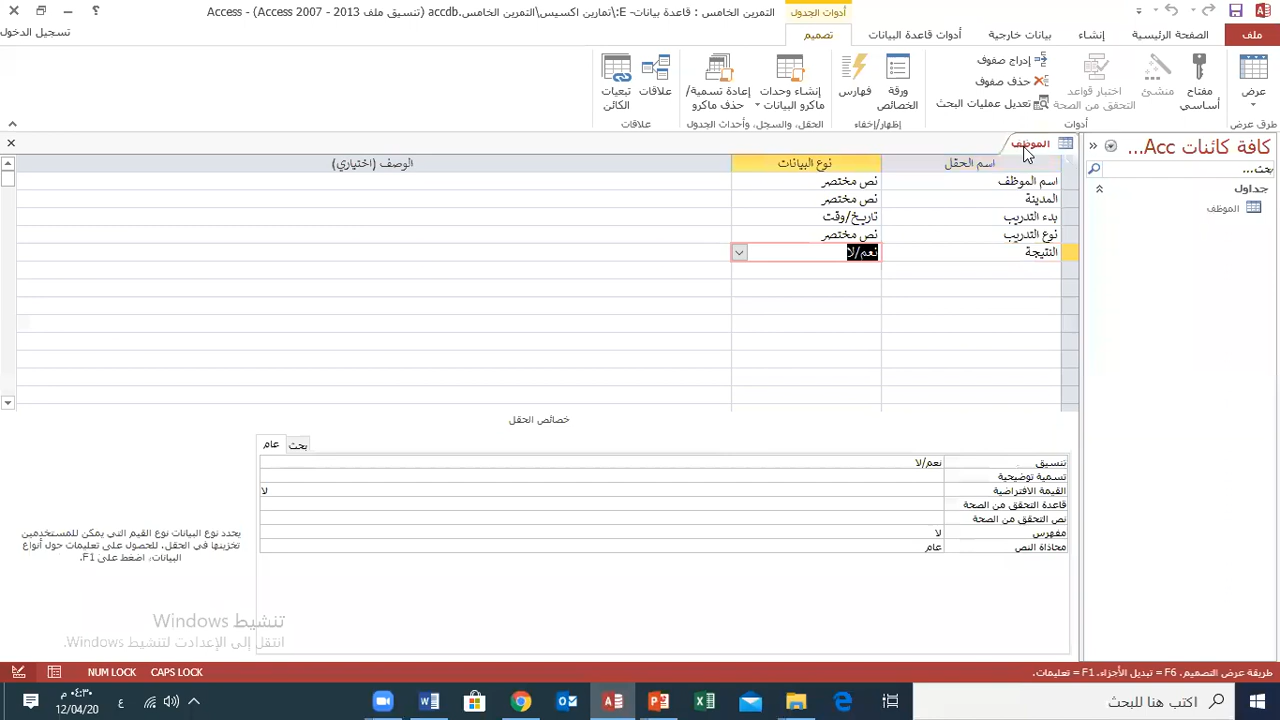 التمرين الخامس : قاعدة بيانات- E:\تمارين اكسيس\التمرين الخامس.accdb (تنسيق ملف Access 2007 - 2013) - Access
أدوات الجدول
ملف
الصفحة الرئيسية
إنشاء
بيانات خارجية
أدوات قاعدة البيانات
تصميم
تسجيل الدخول
عرض
مفتاح أساسي
منشئ
اختبار قواعد التحقق من الصحة
إدراج صفوف
حذف صفوف
تعديل عمليات البحث
ورقة الخصائص
فهارس
إنشاء وحدات ماكرو البيانات
إعادة تسمية/ حذف ماكرو
علاقات
تبعيات الكائن
طرق عرض
أدوات
إظهار/إخفاء
الحقل، والسجل، وأحداث الجدول
علاقات
كافة كائنات Acc...
بحث...
جداول
الموظف
الموظف
اسم الحقل
نوع البيانات
الوصف (اختياري)
اسم الموظف
نص مختصر
المدينة
نص مختصر
بدء التدريب
تاريخ/وقت
نوع التدريب
نص مختصر
النتيجة
نعم/لا
خصائص الحقل
عام
بحث
تنسيق
نعم/لا
تسمية توضيحية
القيمة الافتراضية
لا
قاعدة التحقق من الصحة
نص التحقق من الصحة
مفهرس
لا
محاذاة النص
عام
يحدد نوع البيانات نوع القيم التي يمكن للمستخدمين
تخزينها في الحقل. للحصول على تعليمات حول أنواع
البيانات، اضغط على F1.
تنشيط Windows
انتقل إلى الإعدادت لتنشيط Windows.
طريقة عرض التصميم. F6 = تبديل الأجزاء. F1 = تعليمات.
CAPS LOCK
NUM LOCK
اكتب هنا للبحث
ع
٠٤:٣٠ م
12/04/20